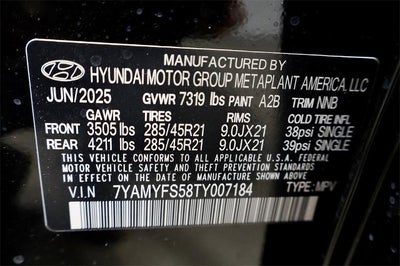 MANUFACTURED BY
HYUNDAI MOTOR GROUP METAPLANT AMERICA, LLC
JUN/2025 GVWR 7319 lbs PAINT A2B TRIM NNB
GAWR TIRES RIMS COLD TIRE INFL
FRONT 3505 lbs 285/45R21 9.0JX21 38psi SINGLE
REAR 4211 lbs 285/45R21 9.0JX21 39psi SINGLE
THIS VEHICLE CONFORMS TO ALL APPLICABLE U.S.A. FEDERAL
MOTOR VEHICLE SAFETY AND THEFT PREVENTION STANDARDS
IN EFFECT ON THE DATE OF MANUFACTURE SHOWN ABOVE.
V.I.N 7YAMYFS58TY007184 TYPE: MPV